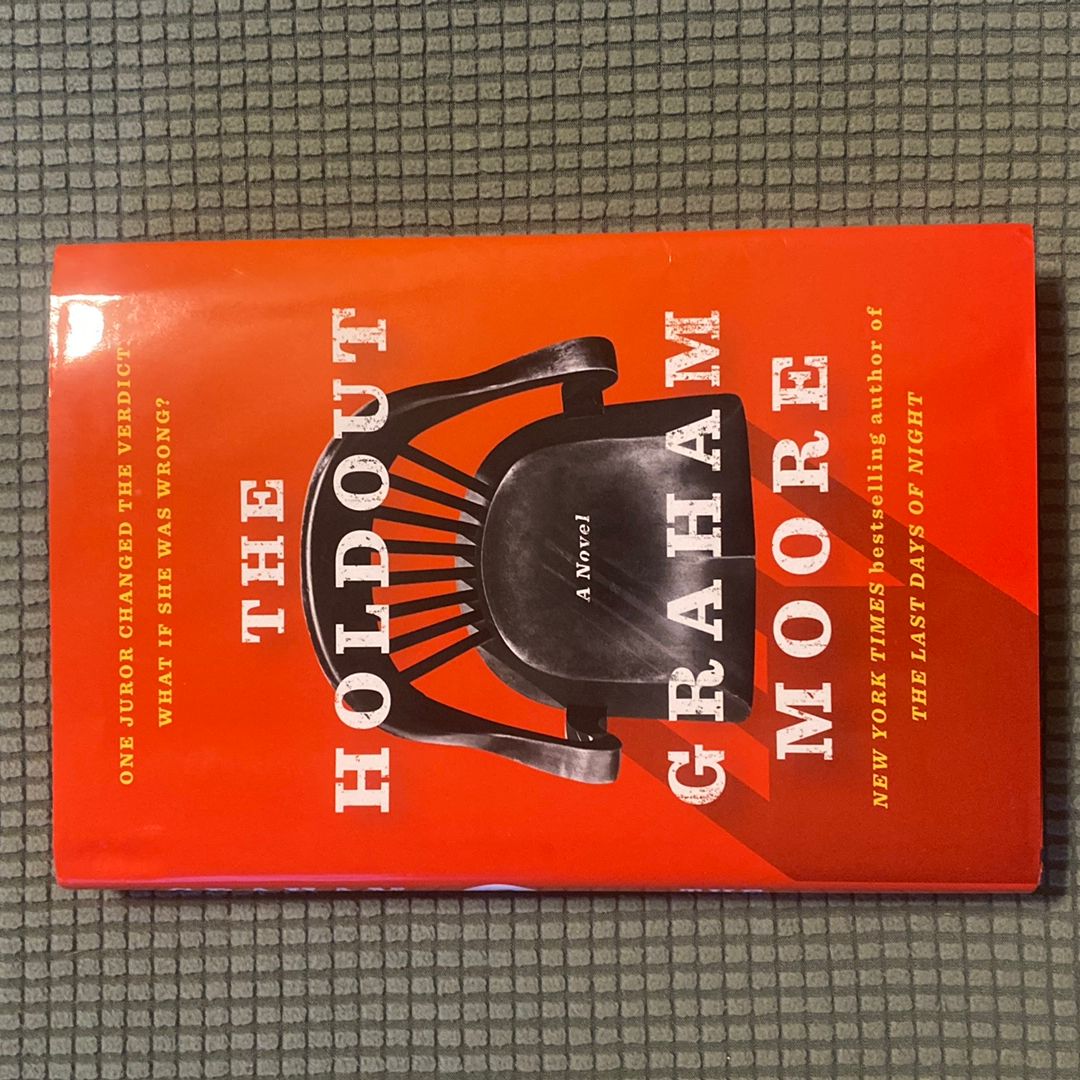 ONE JUROR CHANGED THE VERDICT
WHAT IF SHE WAS WRONG?
THE
HOLDOUT
A Novel
GRAHAM
MOORE
NEW YORK TIMES bestselling author of
THE LAST DAYS OF NIGHT